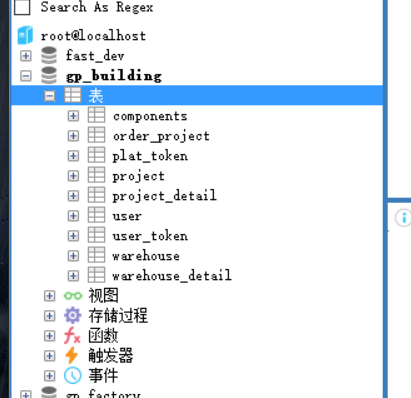 Search As Regex
root@localhost
fast_dev
gp_building
表
components
order_project
plat_token
project
project_detail
user
user_token
warehouse
warehouse_detail
视图
存储过程
fx 函数
触发器
事件
gp_factory